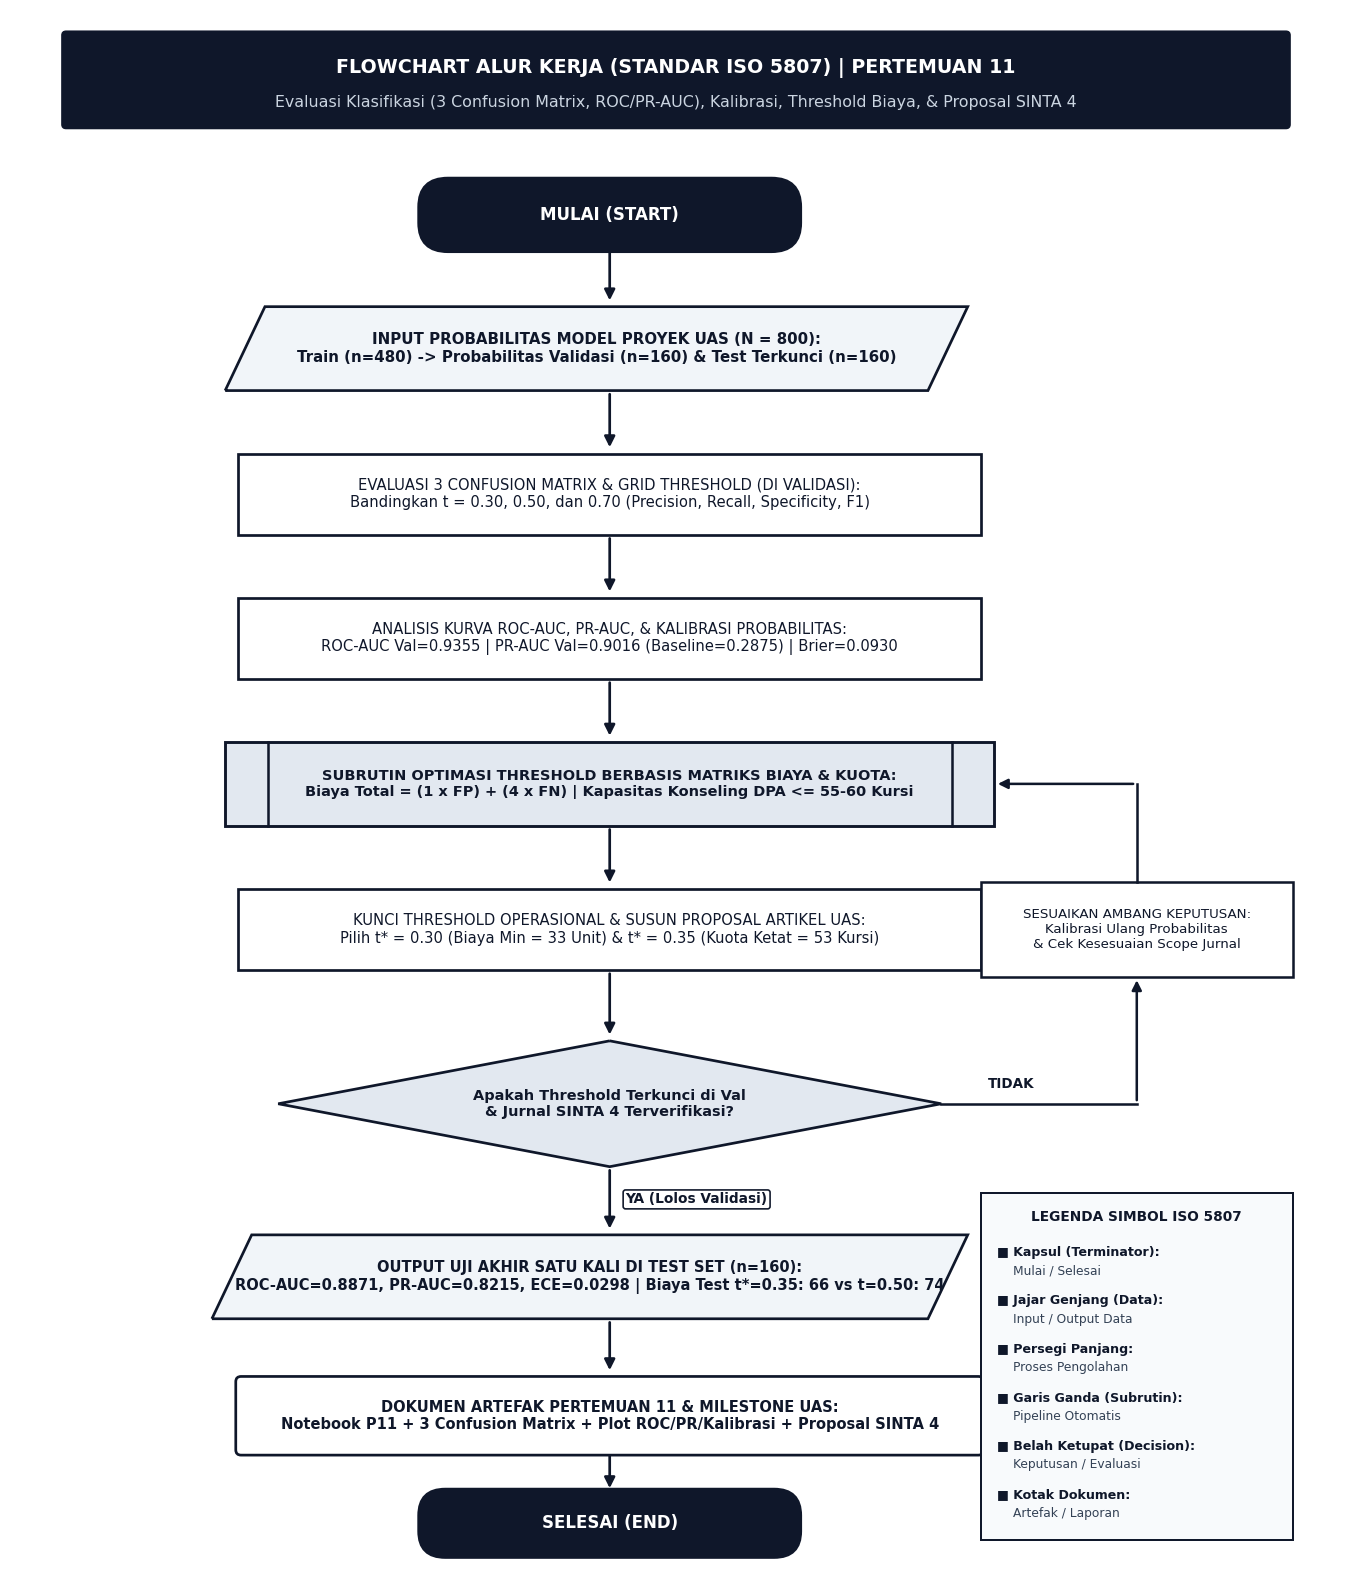 FLOWCHART ALUR KERJA (STANDAR ISO 5807) | PERTEMUAN 11
Evaluasi Klasifikasi (3 Confusion Matrix, ROC/PR-AUC), Kalibrasi, Threshold Biaya, & Proposal SINTA 4
MULAI (START)
INPUT PROBABILITAS MODEL PROYEK UAS (N = 800):
Train (n=480) -> Probabilitas Validasi (n=160) & Test Terkunci (n=160)
EVALUASI 3 CONFUSION MATRIX & GRID THRESHOLD (DI VALIDASI):
Bandingkan t = 0.30, 0.50, dan 0.70 (Precision, Recall, Specificity, F1)
ANALISIS KURVA ROC-AUC, PR-AUC, & KALIBRASI PROBABILITAS:
ROC-AUC Val=0.9355 | PR-AUC Val=0.9016 (Baseline=0.2875) | Brier=0.0930
SUBRUTIN OPTIMASI THRESHOLD BERBASIS MATRIKS BIAYA & KUOTA:
Biaya Total = (1 x FP) + (4 x FN) | Kapasitas Konseling DPA <= 55-60 Kursi
KUNCI THRESHOLD OPERASIONAL & SUSUN PROPOSAL ARTIKEL UAS:
Pilih t* = 0.30 (Biaya Min = 33 Unit) & t* = 0.35 (Kuota Ketat = 53 Kursi)
SESUAIKAN AMBANG KEPUTUSAN:
Kalibrasi Ulang Probabilitas
& Cek Kesesuaian Scope Jurnal
Apakah Threshold Terkunci di Val
& Jurnal SINTA 4 Terverifikasi?
TIDAK
YA (Lolos Validasi)
OUTPUT UJI AKHIR SATU KALI DI TEST SET (n=160):
ROC-AUC=0.8871, PR-AUC=0.8215, ECE=0.0298 | Biaya Test t*=0.35: 66 vs t=0.50: 74
DOKUMEN ARTEFAK PERTEMUAN 11 & MILESTONE UAS:
Notebook P11 + 3 Confusion Matrix + Plot ROC/PR/Kalibrasi + Proposal SINTA 4
SELESAI (END)
LEGENDA SIMBOL ISO 5807
■ Kapsul (Terminator):
Mulai / Selesai
■ Jajar Genjang (Data):
Input / Output Data
■ Persegi Panjang:
Proses Pengolahan
■ Garis Ganda (Subrutin):
Pipeline Otomatis
■ Belah Ketupat (Decision):
Keputusan / Evaluasi
■ Kotak Dokumen:
Artefak / Laporan